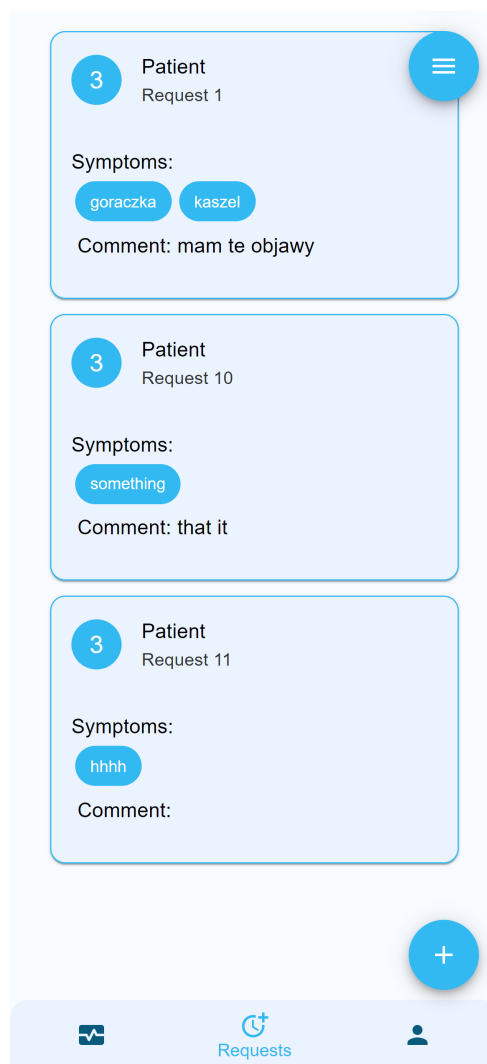 3
Patient
Request 1
Symptoms:
goraczka kaszel
Comment: mam te objawy
3
Patient
Request 10
Symptoms:
something
Comment: that it
3
Patient
Request 11
Symptoms:
hhhh
Comment:
Requests